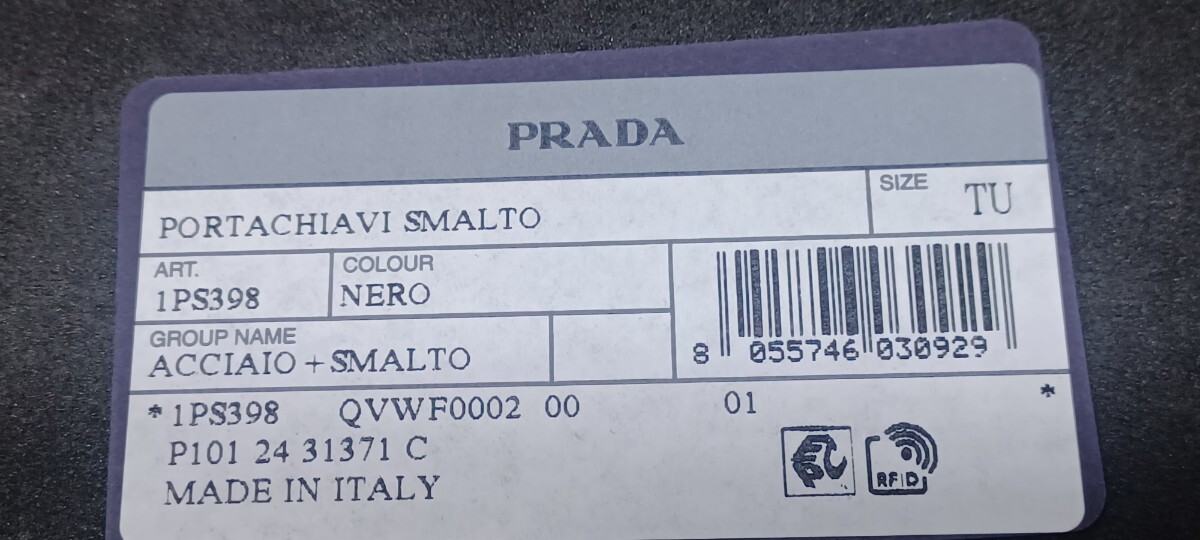 PRADA
PORTACHIAVI SMALTO
SIZE TU
ART.
1PS398
COLOUR
NERO
GROUP NAME
ACCIAIO + SMALTO
8 055746 030929
*1PS398 QVWF0002 00 01 *
P101 24 31371 C
MADE IN ITALY
RFID